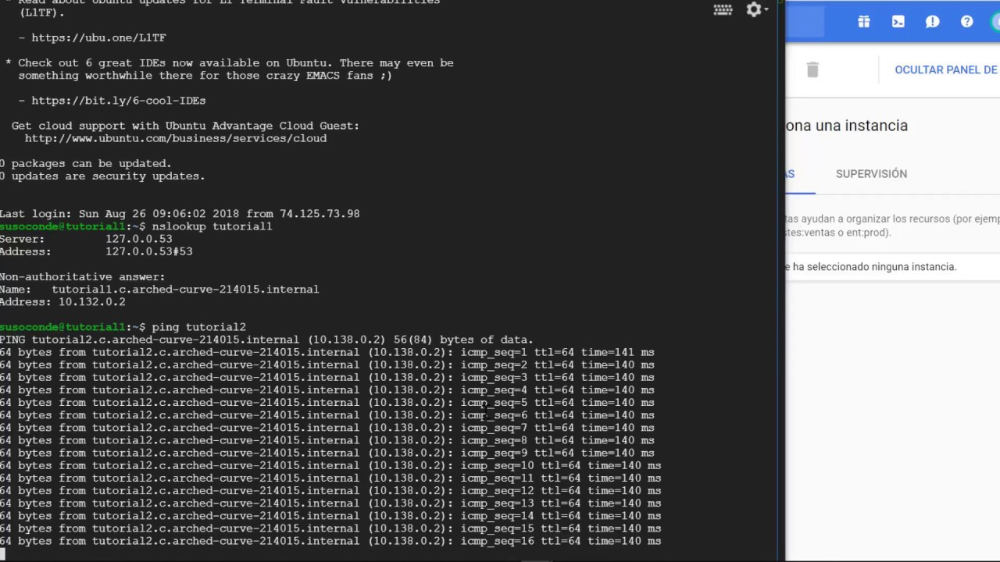 * Read about Ubuntu updates for L1 Terminal Fault Vulnerabilities
(L1TF).
- https://ubu.one/L1TF
* Check out 6 great IDEs now available on Ubuntu. There may even be
something worthwhile there for those crazy EMACS fans ;)
- https://bit.ly/6-cool-IDEs
Get cloud support with Ubuntu Advantage Cloud Guest:
http://www.ubuntu.com/business/services/cloud
0 packages can be updated.
0 updates are security updates.
Last login: Sun Aug 26 09:06:02 2018 from 74.125.73.98
susoconde@tutorial1:~$ nslookup tutorial1
Server: 127.0.0.53
Address: 127.0.0.53#53
Non-authoritative answer:
Name: tutorial1.c.arched-curve-214015.internal
Address: 10.132.0.2
susoconde@tutorial1:~$ ping tutorial2
PING tutorial2.c.arched-curve-214015.internal (10.138.0.2) 56(84) bytes of data.
64 bytes from tutorial2.c.arched-curve-214015.internal (10.138.0.2): icmp_seq=1 ttl=64 time=141 ms
64 bytes from tutorial2.c.arched-curve-214015.internal (10.138.0.2): icmp_seq=2 ttl=64 time=140 ms
64 bytes from tutorial2.c.arched-curve-214015.internal (10.138.0.2): icmp_seq=3 ttl=64 time=140 ms
64 bytes from tutorial2.c.arched-curve-214015.internal (10.138.0.2): icmp_seq=4 ttl=64 time=140 ms
64 bytes from tutorial2.c.arched-curve-214015.internal (10.138.0.2): icmp_seq=5 ttl=64 time=140 ms
64 bytes from tutorial2.c.arched-curve-214015.internal (10.138.0.2): icmp_seq=6 ttl=64 time=140 ms
64 bytes from tutorial2.c.arched-curve-214015.internal (10.138.0.2): icmp_seq=7 ttl=64 time=140 ms
64 bytes from tutorial2.c.arched-curve-214015.internal (10.138.0.2): icmp_seq=8 ttl=64 time=140 ms
64 bytes from tutorial2.c.arched-curve-214015.internal (10.138.0.2): icmp_seq=9 ttl=64 time=140 ms
64 bytes from tutorial2.c.arched-curve-214015.internal (10.138.0.2): icmp_seq=10 ttl=64 time=140 ms
64 bytes from tutorial2.c.arched-curve-214015.internal (10.138.0.2): icmp_seq=11 ttl=64 time=140 ms
64 bytes from tutorial2.c.arched-curve-214015.internal (10.138.0.2): icmp_seq=12 ttl=64 time=140 ms
64 bytes from tutorial2.c.arched-curve-214015.internal (10.138.0.2): icmp_seq=13 ttl=64 time=140 ms
64 bytes from tutorial2.c.arched-curve-214015.internal (10.138.0.2): icmp_seq=14 ttl=64 time=140 ms
64 bytes from tutorial2.c.arched-curve-214015.internal (10.138.0.2): icmp_seq=15 ttl=64 time=140 ms
64 bytes from tutorial2.c.arched-curve-214015.internal (10.138.0.2): icmp_seq=16 ttl=64 time=140 ms
OCULTAR PANEL DE
ona una instancia
AS SUPERVISIÓN
tas ayudan a organizar los recursos (por ejemp
tes:ventas o ent:prod).
e ha seleccionado ninguna instancia.